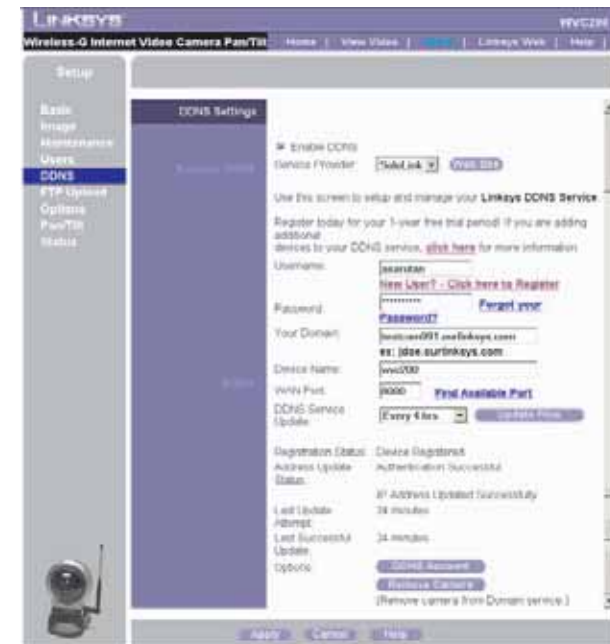 LINKSYS
WVC200
Wireless-G Internet Video Camera Pan/Tilt
Home | View Video | Setup | Linksys Web | Help |
Setup
Basic
Image
Maintenance
Users
DDNS
FTP Upload
Options
Pan/Tilt
Status
DDNS Settings
Enable DDNS
Service Provider: SoloLink Web Site
Use this screen to setup and manage your Linksys DDNS Service.
Register today for your 1-year free trial period! If you are adding
additional
devices to your DDNS service, click here for more information
Username:
New User? - Click here to Register
Password: ********** Forgot your
Password?
Your Domain:
ex: jdoe.ourlinksys.com
Device Name: wvc200
WAN Port: Find Available Port
DDNS Service
Update: Every 4 hrs Update Now
Registration Status: Device Registered
Address Update
Status: Authentication Successful
IP Address Updated Successfully
Last Update
Attempt: 24 minutes
Last Successful
Update: 24 minutes
Options: DDNS Account
Remove Camera
(Remove camera from Domain service.)
Apply Cancel Help